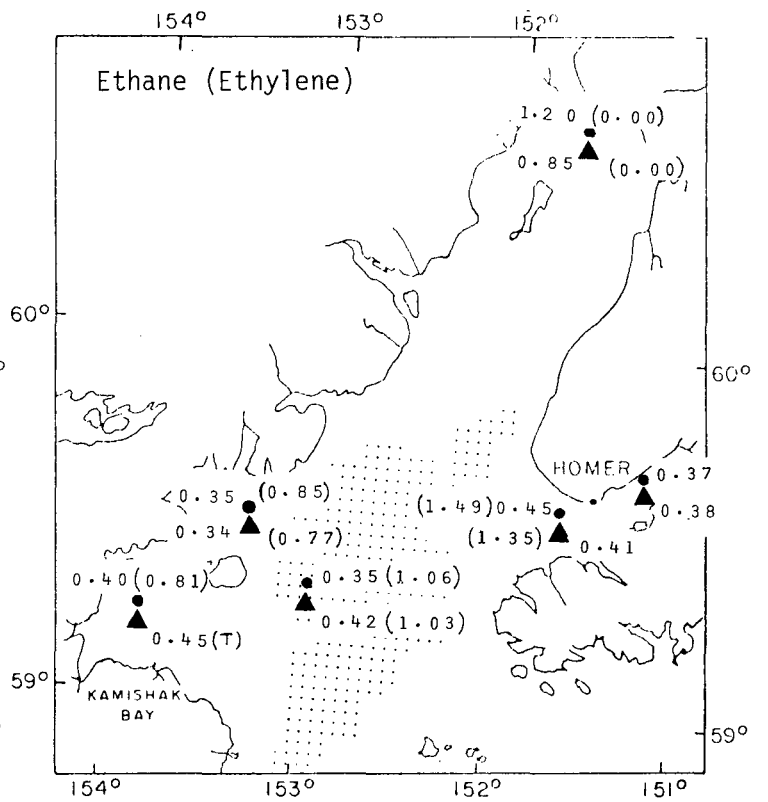 154° 153° 152°
Ethane (Ethylene)
1.20 (0.00)
0.85 (0.00)
60°
60°
HOMER
0.37
0.38
0.35 (0.85)
(1.49)0.45
0.34 (0.77)
(1.35) 0.41
0.40(0.81)
0.35(1.06)
0.45(T)
0.42(1.03)
59°
KAMISHAK
BAY
59°
154° 153° 152° 151°